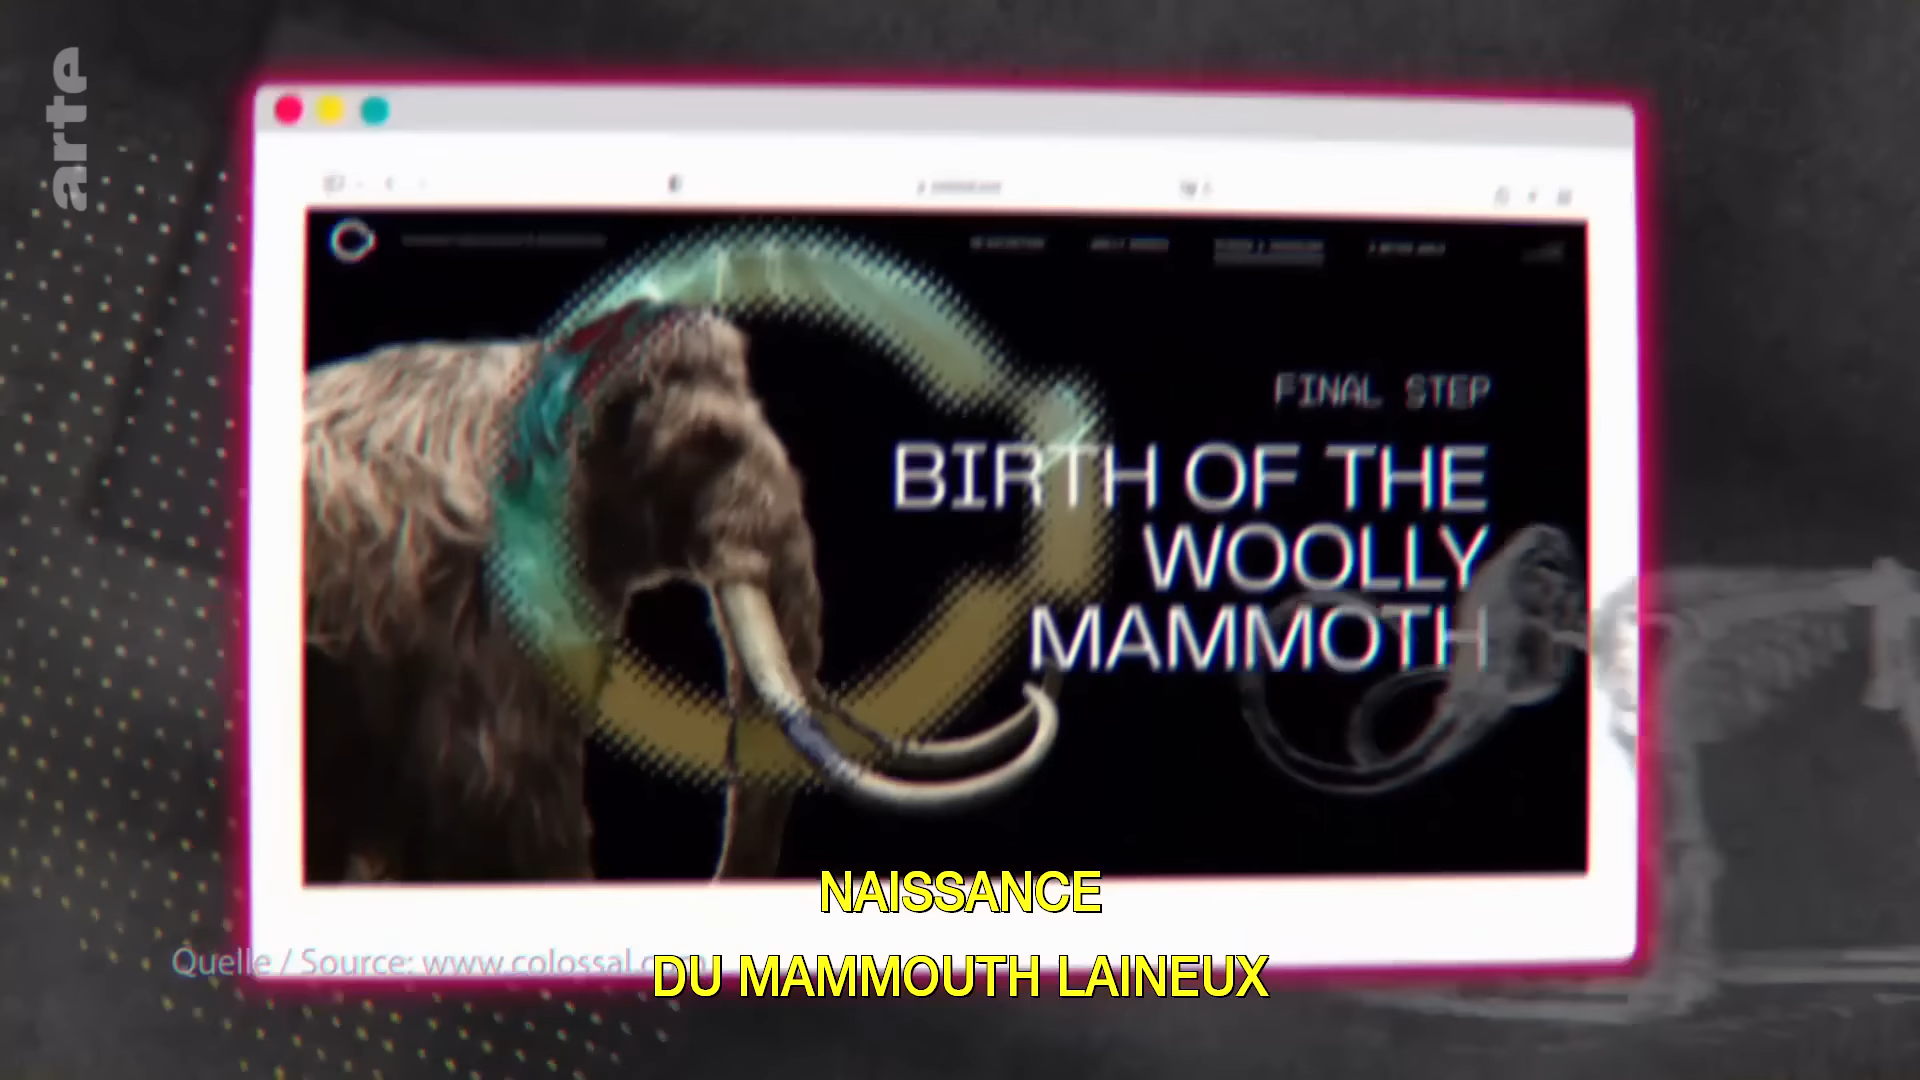 arte
FINAL STEP
BIRTH OF THE
WOOLLY
MAMMOTH
NAISSANCE
Quelle / Source: www.colossal.
DU MAMMOUTH LAINEUX